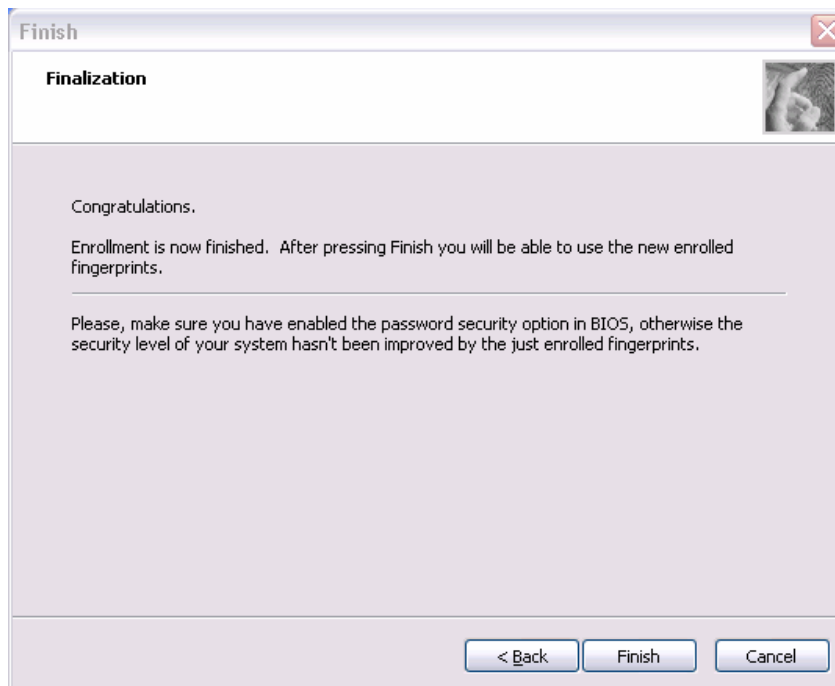 Finish
Finalization
Congratulations.
Enrollment is now finished.  After pressing Finish you will be able to use the new enrolled
fingerprints.
Please, make sure you have enabled the password security option in BIOS, otherwise the
security level of your system hasn't been improved by the just enrolled fingerprints.
< Back
Finish
Cancel